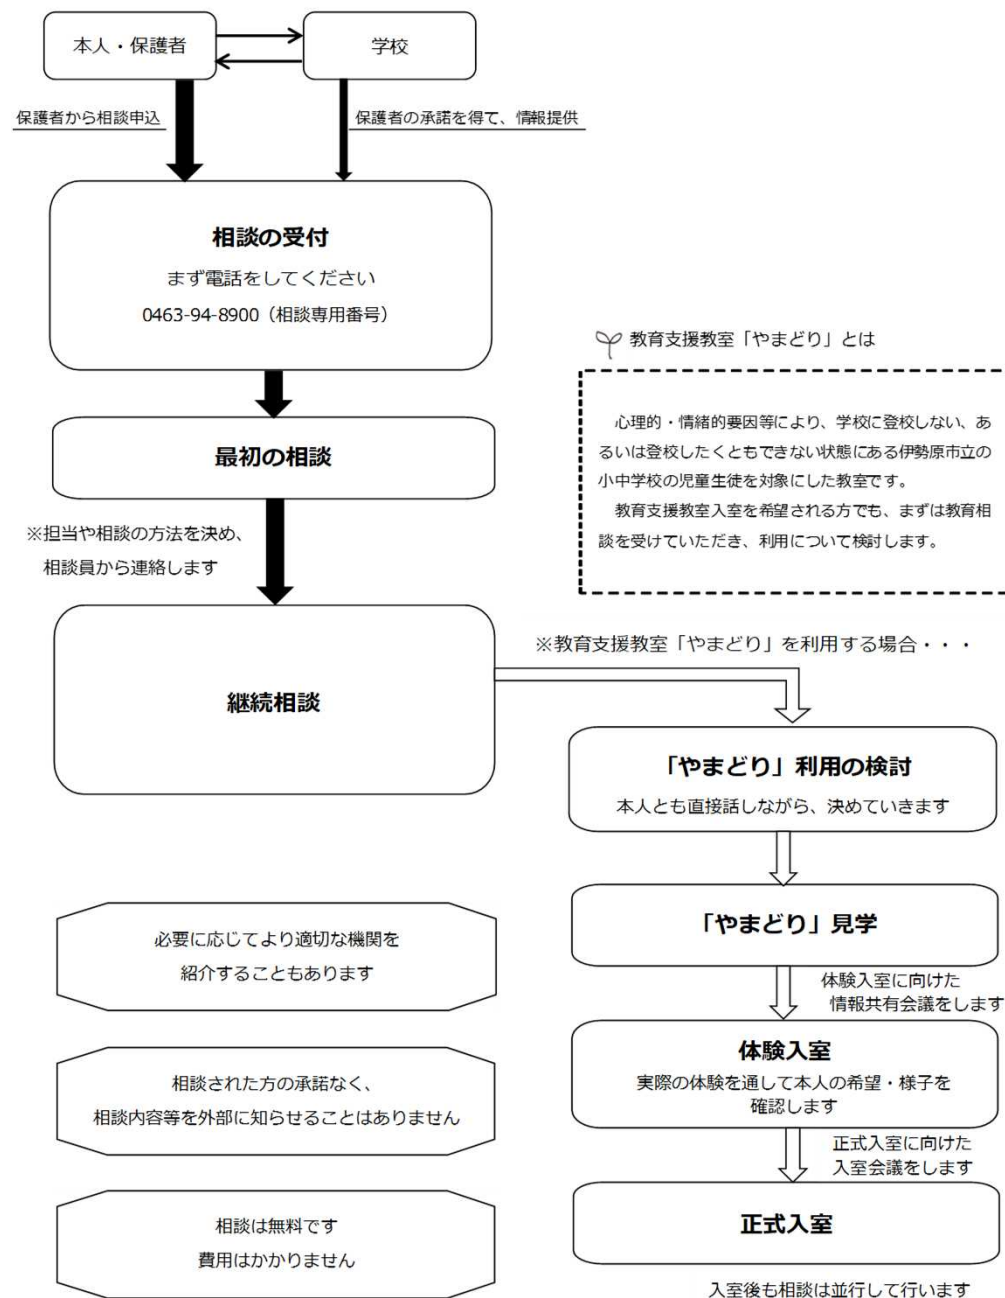 本人・保護者
学校
保護者から相談申込
保護者の承諾を得て、情報提供
相談の受付
まず電話をしてください
0463-94-8900（相談専用番号）
最初の相談
※担当や相談の方法を決め、
相談員から連絡します
継続相談
教育支援教室「やまどり」とは
心理的・情緒的要因等により、学校に登校しない、あ
るいは登校したくともできない状態にある伊勢原市立の
小中学校の児童生徒を対象にした教室です。
教育支援教室入室を希望される方でも、まずは教育相
談を受けていただき、利用について検討します。
※教育支援教室「やまどり」を利用する場合・・・
「やまどり」利用の検討
本人とも直接話しながら、決めていきます
「やまどり」見学
体験入室に向けた
情報共有会議をします
体験入室
実際の体験を通して本人の希望・様子を
確認します
正式入室に向けた
入室会議をします
正式入室
入室後も相談は並行して行います
必要に応じてより適切な機関を
紹介することもあります
相談された方の承諾なく、
相談内容等を外部に知らせることはありません
相談は無料です
費用はかかりません